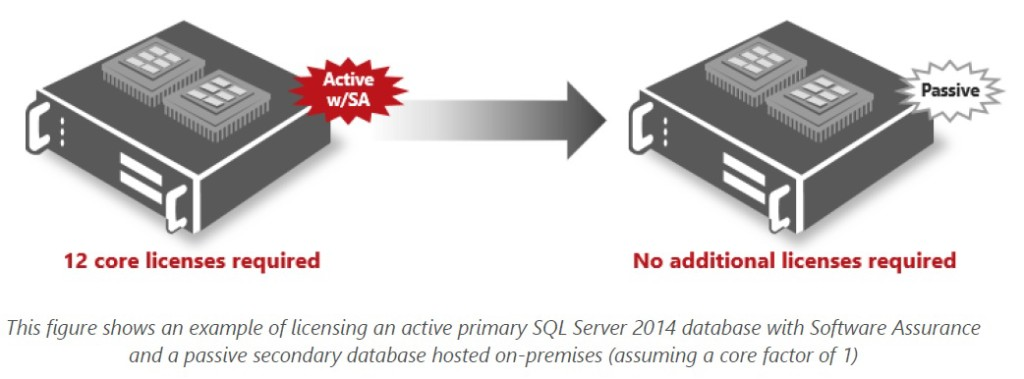 Active
w/SA
Passive
12 core licenses required
No additional licenses required
This figure shows an example of licensing an active primary SQL Server 2014 database with Software Assurance
and a passive secondary database hosted on-premises (assuming a core factor of 1)